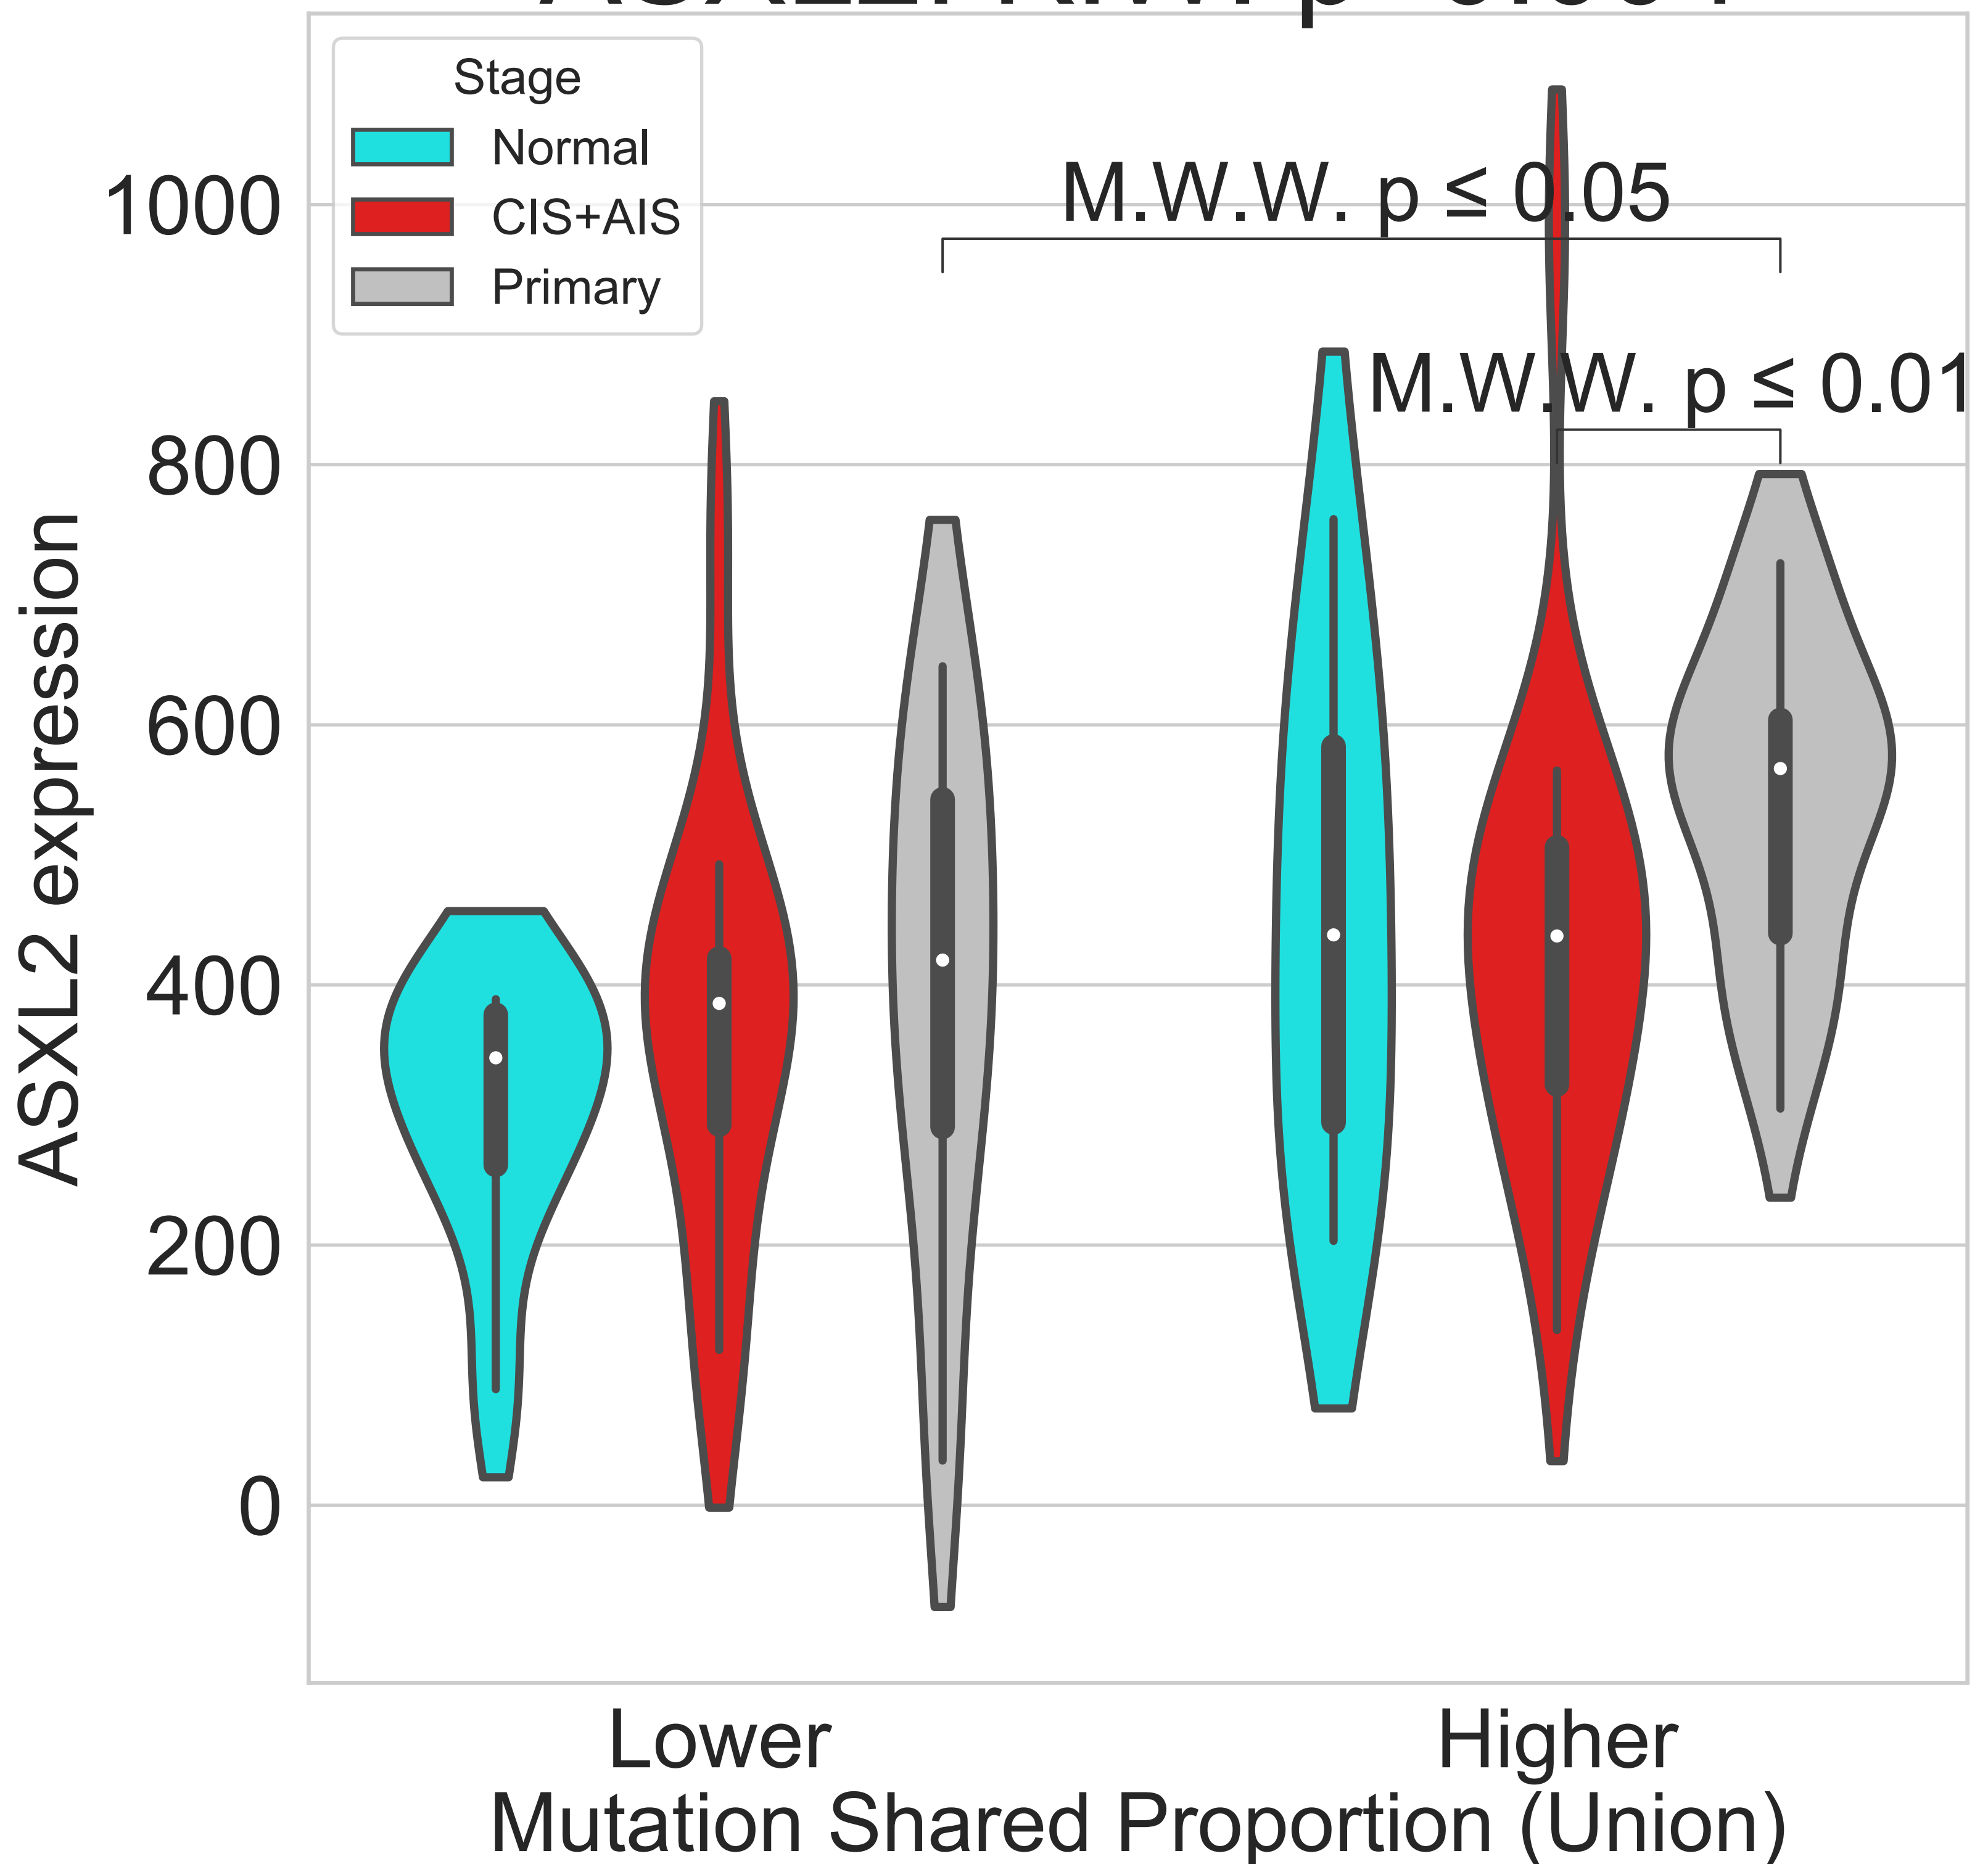 Stage
Normal
CIS+AIS
Primary
M.W.W. p ≤ 0.05
M.W.W. p ≤ 0.01
1000
800
600
400
200
0
ASXL2 expression
Lower
Higher
Mutation Shared Proportion (Union)